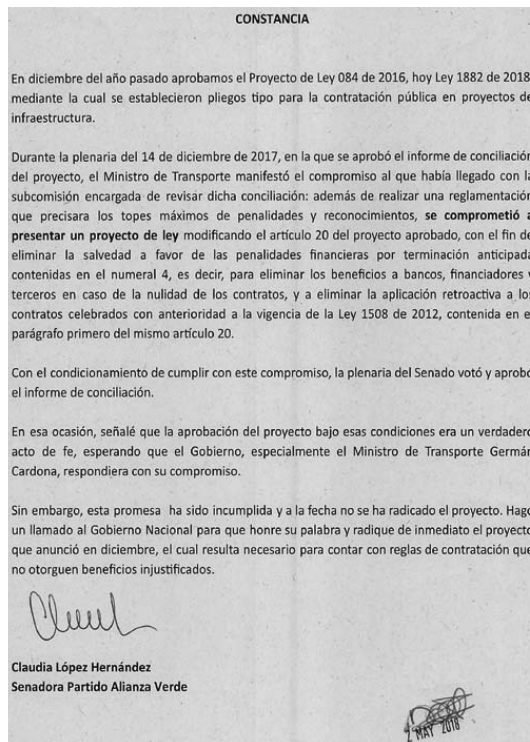 CONSTANCIA
En diciembre del año pasado aprobamos el Proyecto de Ley 084 de 2016, hoy Ley 1882 de 2018
mediante la cual se establecieron pliegos tipo para la contratación pública en proyectos de
infraestructura.
Durante la plenaria del 14 de diciembre de 2017, en la que se aprobó el informe de conciliación
del proyecto, el Ministro de Transporte manifestó el compromiso al que había llegado con la
subcomisión encargada de revisar dicha conciliación: además de realizar una reglamentación
que precisara los topes máximos de penalidades y reconocimientos, se comprometió a
presentar un proyecto de ley modificando el artículo 20 del proyecto aprobado, con el fin de
eliminar la salvedad a favor de las penalidades financieras por terminación anticipada
contenidas en el numeral 4, es decir, para eliminar los beneficios a bancos, financiadores y
terceros en caso de la nulidad de los contratos, y a eliminar la aplicación retroactiva a los
contratos celebrados con anterioridad a la vigencia de la Ley 1508 de 2012, contenida en el
parágrafo primero del mismo artículo 20.
Con el condicionamiento de cumplir con este compromiso, la plenaria del Senado votó y aprobó
el informe de conciliación.
En esa ocasión, señalé que la aprobación del proyecto bajo esas condiciones era un verdadero
acto de fe, esperando que el Gobierno, especialmente el Ministro de Transporte Germán
Cardona, respondiera con su compromiso.
Sin embargo, esta promesa ha sido incumplida y a la fecha no se ha radicado el proyecto. Hago
un llamado al Gobierno Nacional para que honre su palabra y radique de inmediato el proyecto
que anunció en diciembre, el cual resulta necesario para contar con reglas de contratación que
no otorguen beneficios injustificados.
Claudia López Hernández
Senadora Partido Alianza Verde
2 MAY 2018